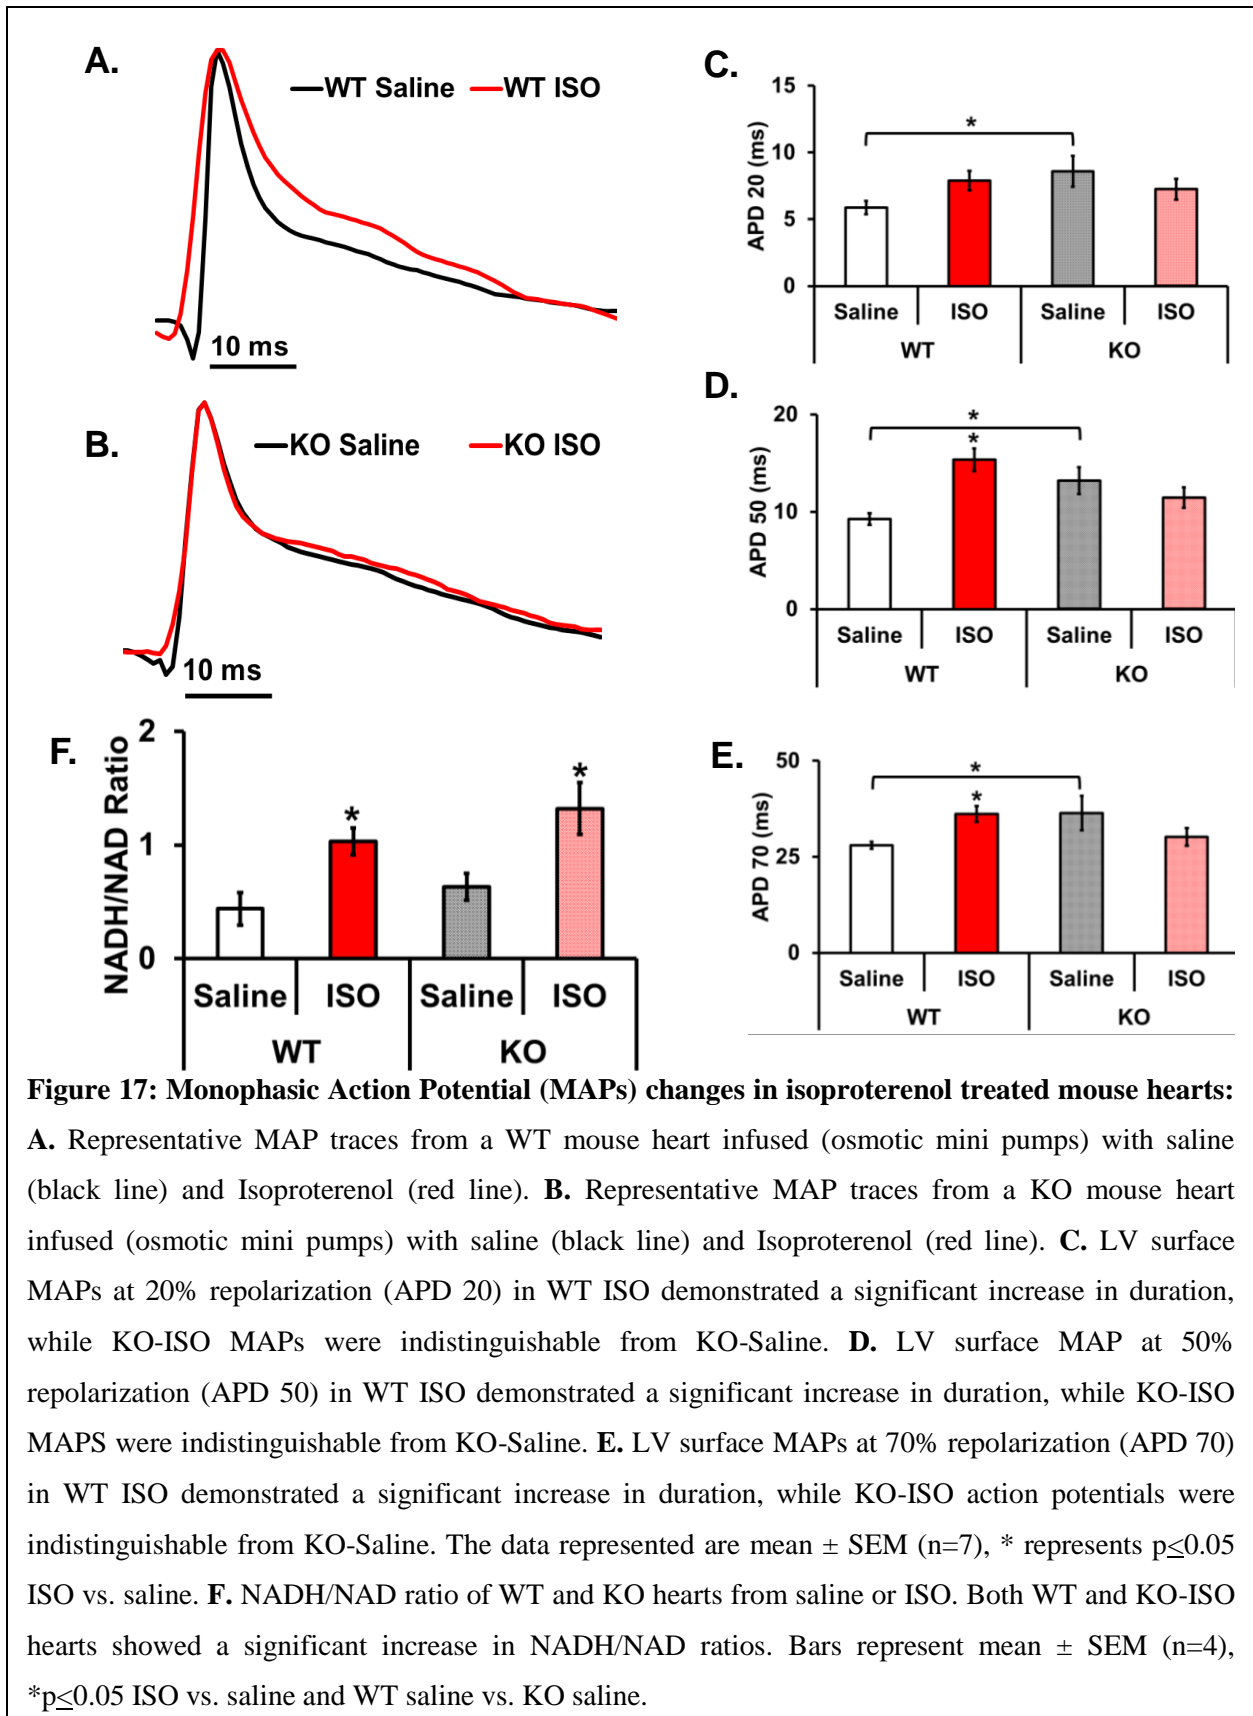 A.
WT Saline WT ISO
10 ms
B.
KO Saline KO ISO
10 ms
C.
15
10
5
0
APD 20 (ms)
*
Saline ISO Saline ISO
WT KO
D.
20
10
0
APD 50 (ms)
*
*
Saline ISO Saline ISO
WT KO
E.
50
25
0
APD 70 (ms)
*
*
Saline ISO Saline ISO
WT KO
F.
2
1
0
NADH/NAD Ratio
*
*
Saline ISO Saline ISO
WT KO
Figure 17: Monophasic Action Potential (MAPs) changes in isoproterenol treated mouse hearts:
A. Representative MAP traces from a WT mouse heart infused (osmotic mini pumps) with saline
(black line) and Isoproterenol (red line). B. Representative MAP traces from a KO mouse heart
infused (osmotic mini pumps) with saline (black line) and Isoproterenol (red line). C. LV surface
MAPs at 20% repolarization (APD 20) in WT ISO demonstrated a significant increase in duration,
while KO-ISO MAPs were indistinguishable from KO-Saline. D. LV surface MAP at 50%
repolarization (APD 50) in WT ISO demonstrated a significant increase in duration, while KO-ISO
MAPS were indistinguishable from KO-Saline. E. LV surface MAPs at 70% repolarization (APD 70)
in WT ISO demonstrated a significant increase in duration, while KO-ISO action potentials were
indistinguishable from KO-Saline. The data represented are mean ± SEM (n=7), * represents p≤0.05
ISO vs. saline. F. NADH/NAD ratio of WT and KO hearts from saline or ISO. Both WT and KO-ISO
hearts showed a significant increase in NADH/NAD ratios. Bars represent mean ± SEM (n=4),
*p≤0.05 ISO vs. saline and WT saline vs. KO saline.